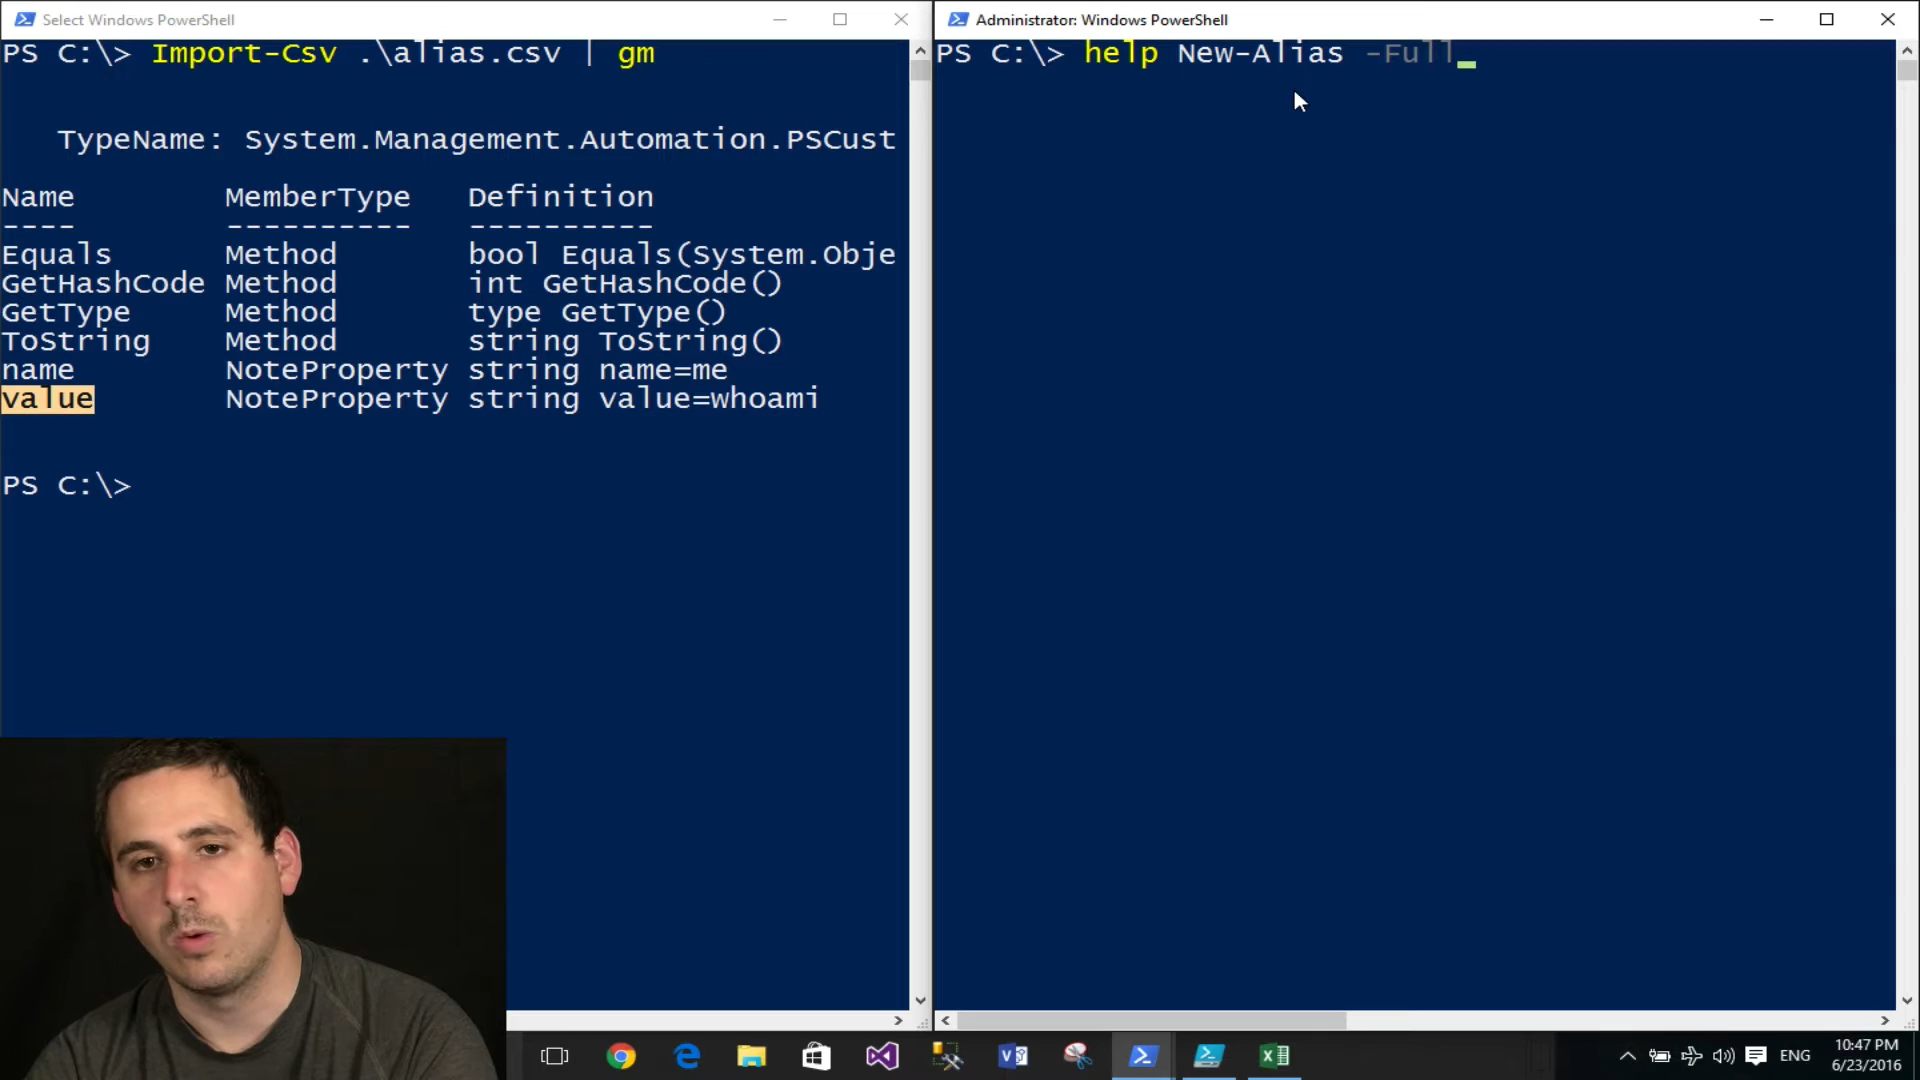 Select Windows PowerShell
PS C:\> Import-Csv .\alias.csv | gm
TypeName: System.Management.Automation.PSCust
Name MemberType Definition
---- ---------- ----------
Equals Method bool Equals(System.Obje
GetHashCode Method int GetHashCode()
GetType Method type GetType()
ToString Method string ToString()
name NoteProperty string name=me
value NoteProperty string value=whoami
PS C:\>
Administrator: Windows PowerShell
PS C:\> help New-Alias -Full
ENG
10:47 PM
6/23/2016